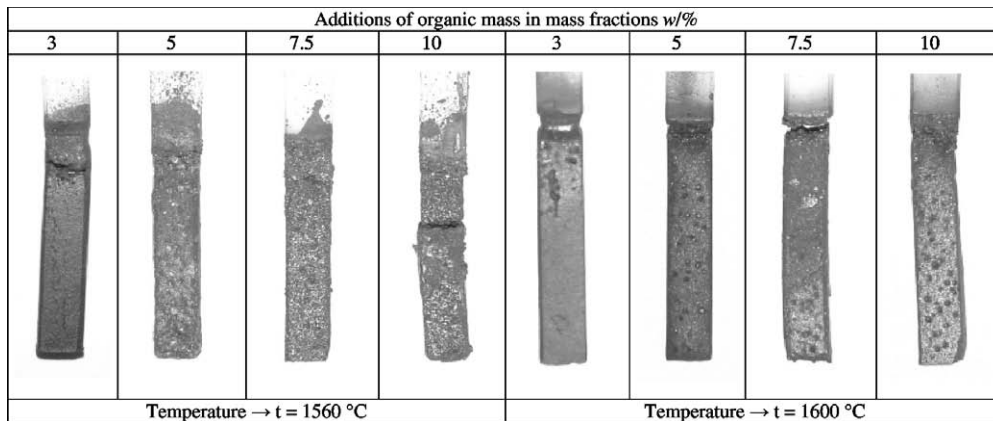 Additions of organic mass in mass fractions w/%
3 5 7.5 10 3 5 7.5 10
Temperature → t = 1560 °C Temperature → t = 1600 °C